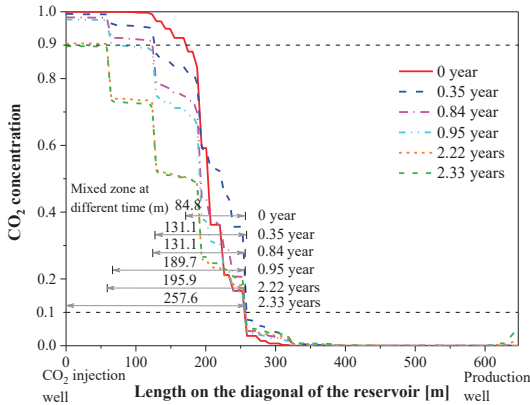 1.0
0.9
0.8
0.6
0.4
0.2
0.1
0.0
CO₂ concentration
0 year
0.35 year
0.84 year
0.95 year
2.22 years
2.33 years
Mixed zone at
different time (m)
84.8
0 year
131.1
0.35 year
131.1
0.84 year
189.7
0.95 year
195.9
2.22 years
257.6
2.33 years
0 100 200 300 400 500 600
CO₂ injection
well
Length on the diagonal of the reservoir [m]
Production
well